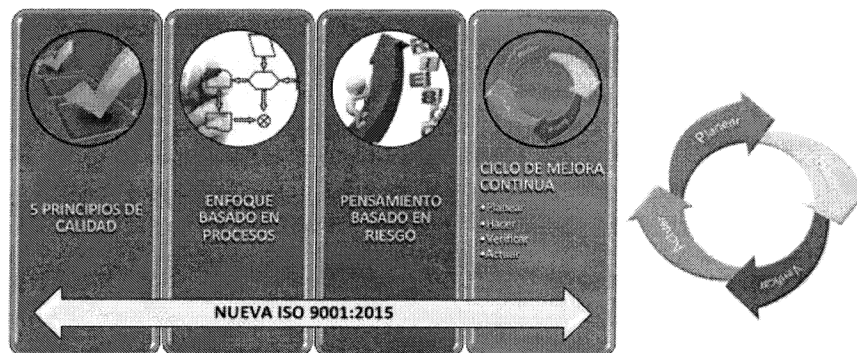 5 PRINCIPIOS DE
CALIDAD
ENFOQUE
BASADO EN
PROCESOS
PENSAMIENTO
BASADO EN
RIESGO
CICLO DE MEJORA
CONTINUA
•Planear
•Hacer
•Verificar
•Actuar
NUEVA ISO 9001:2015
Planear
Verificar
Actuar